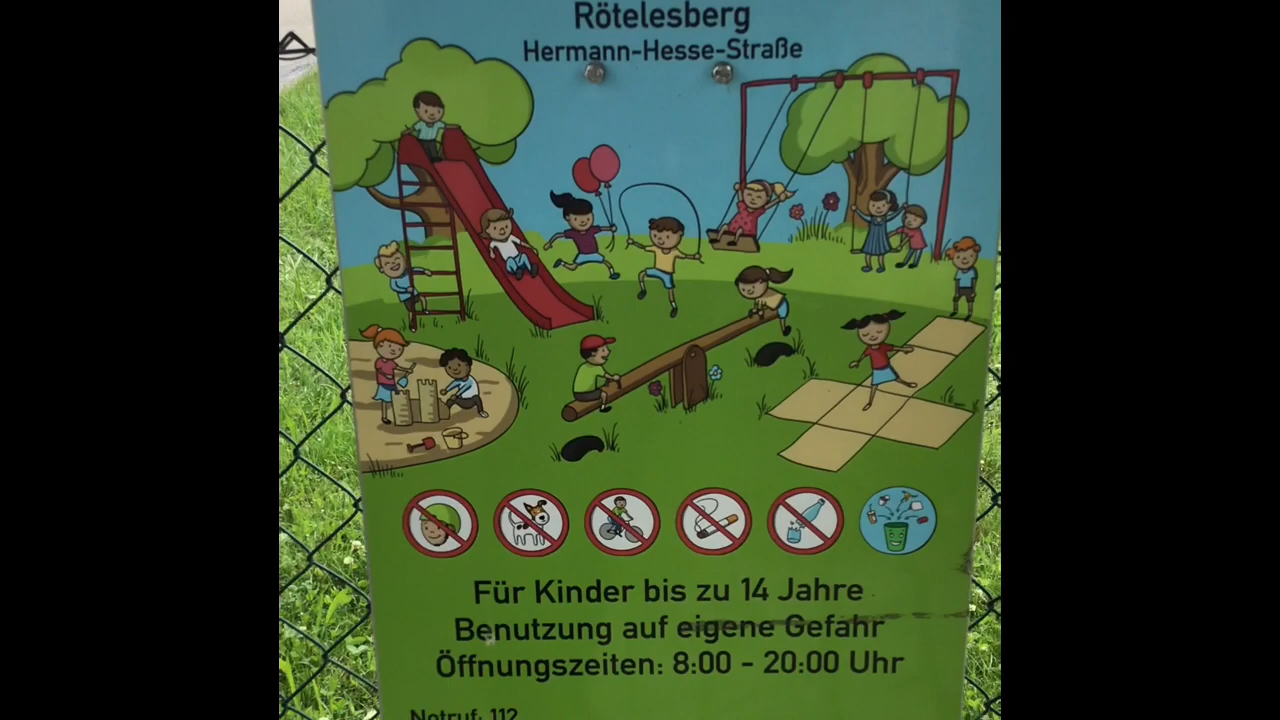 Rötelesberg
Hermann-Hesse-Straße
Für Kinder bis zu 14 Jahre
Benutzung auf eigene Gefahr
Öffnungszeiten: 8:00 - 20:00 Uhr
Notruf: 112